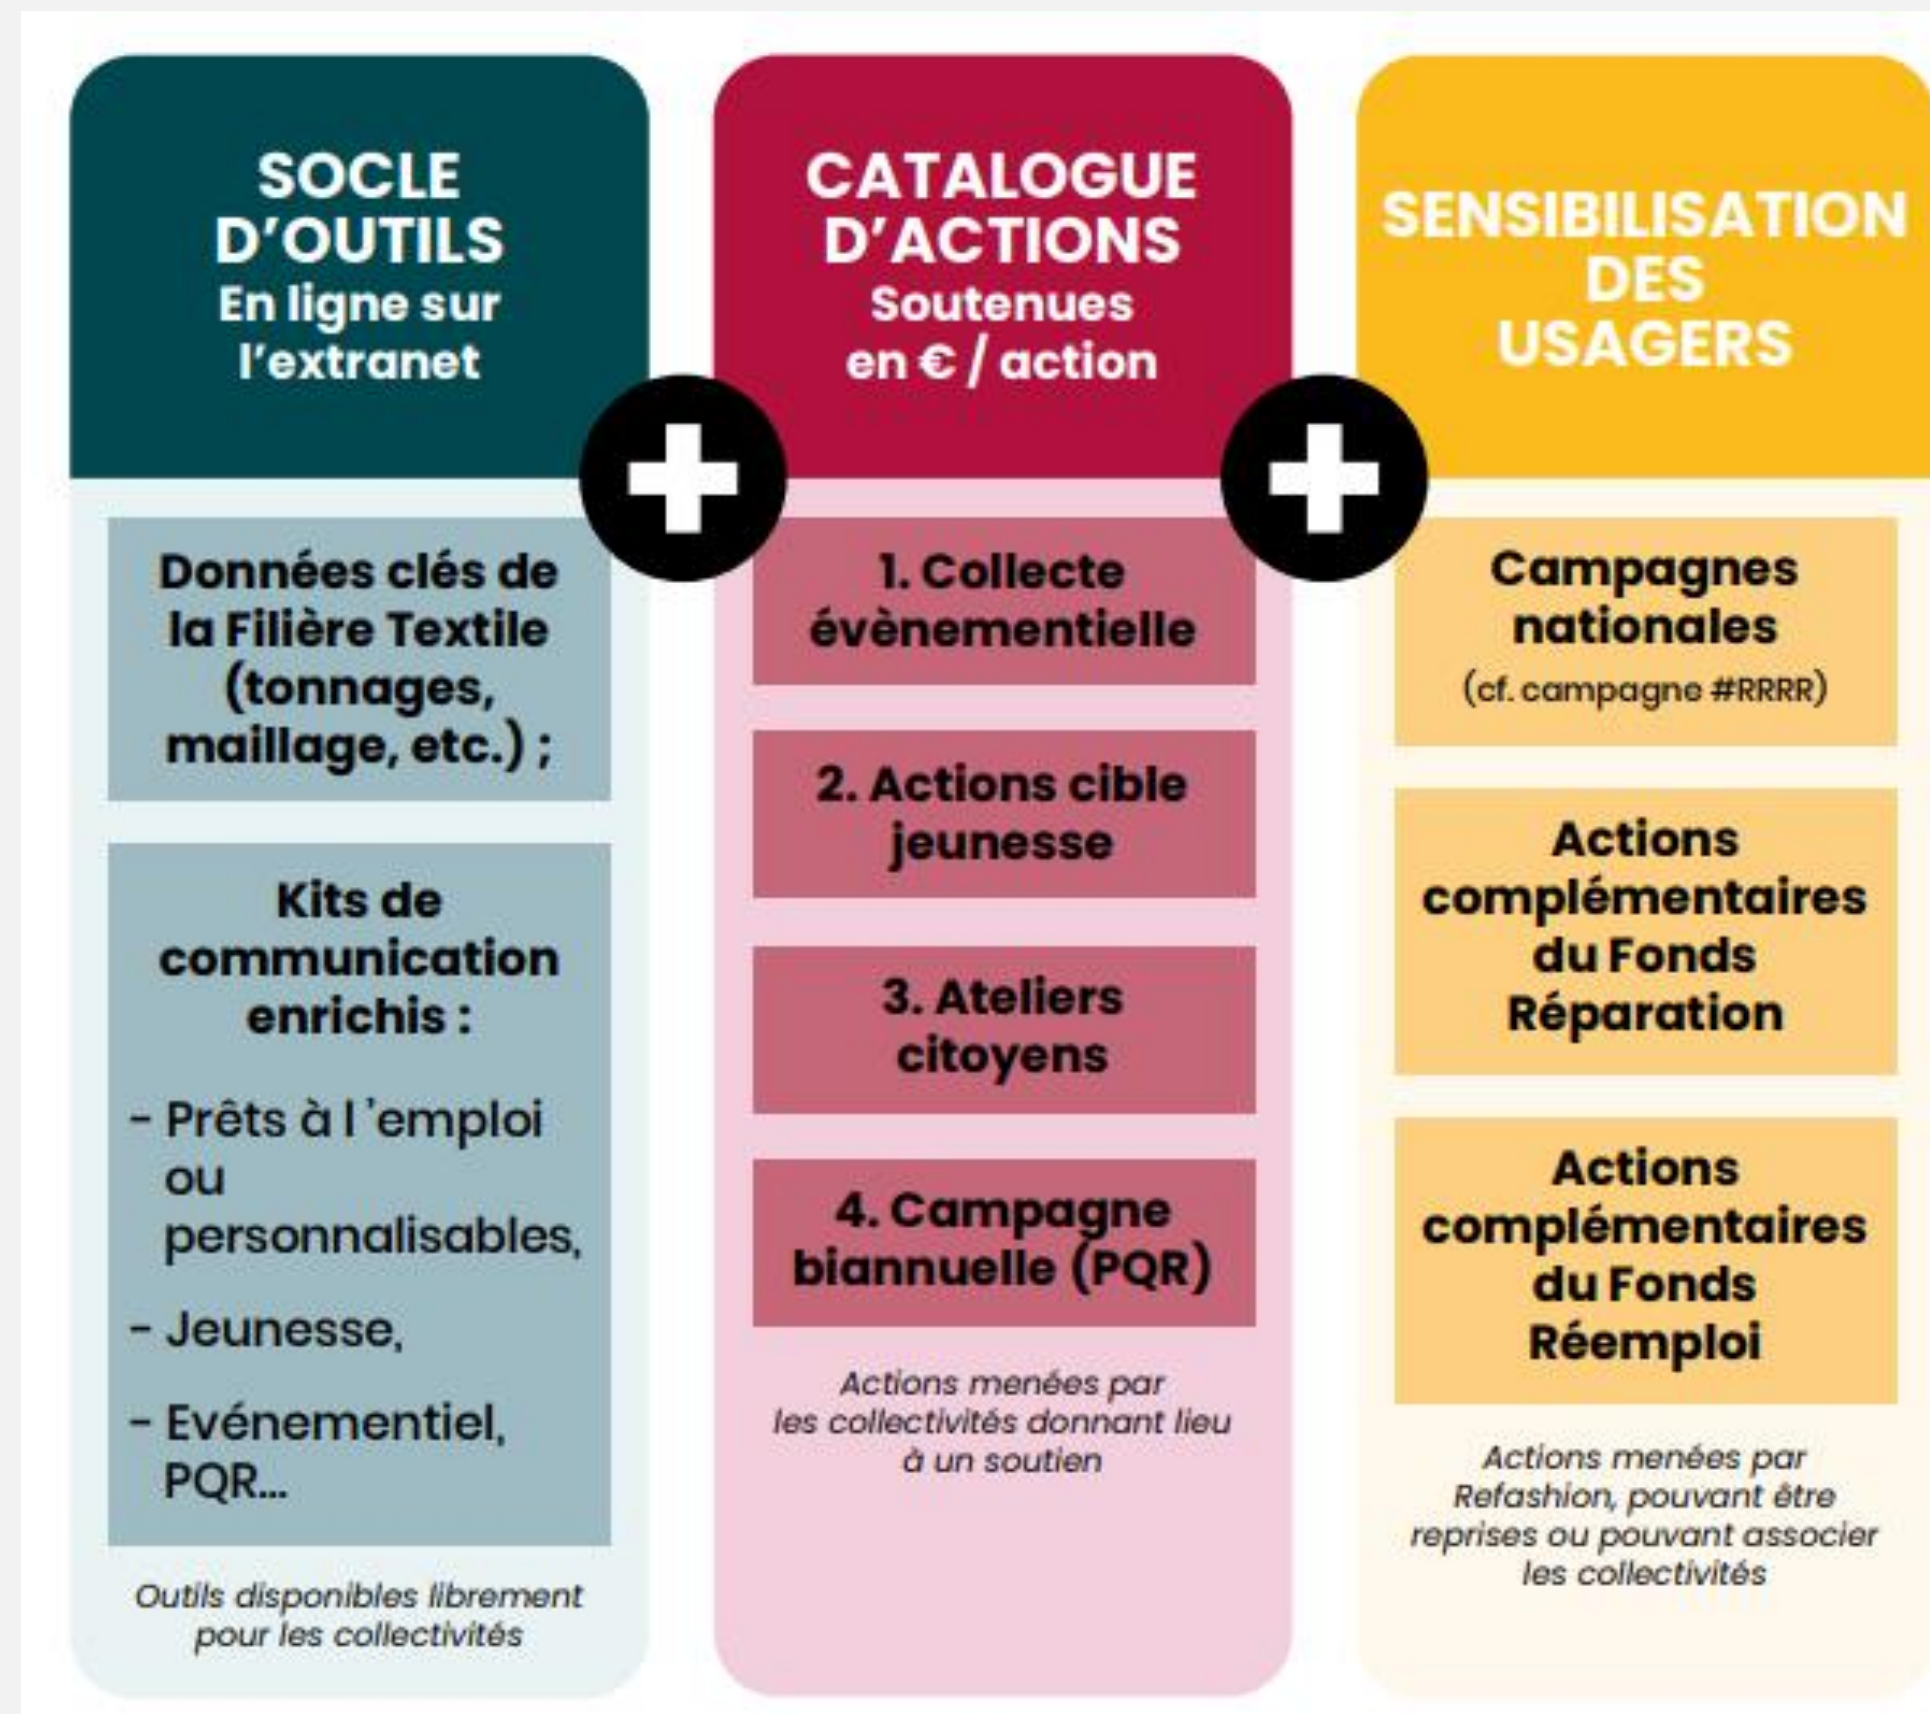 SOCLE
D’OUTILS
En ligne sur
l’extranet
Données clés de
la Filière Textile
(tonnages,
maillage, etc.) ;
Kits de
communication
enrichis :
- Prêts à l ’emploi
ou
personnalisables,
- Jeunesse,
- Evénementiel,
PQR...
Outils disponibles librement
pour les collectivités
CATALOGUE
D’ACTIONS
Soutenues
en € / action
1. Collecte
évènementielle
2. Actions cible
jeunesse
3. Ateliers
citoyens
4. Campagne
biannuelle (PQR)
Actions menées par
les collectivités donnant lieu
à un soutien
SENSIBILISATION
DES
USAGERS
Campagnes
nationales
(cf. campagne #RRRR)
Actions
complémentaires
du Fonds
Réparation
Actions
complémentaires
du Fonds
Réemploi
Actions menées par
Refashion, pouvant être
reprises ou pouvant associer
les collectivités